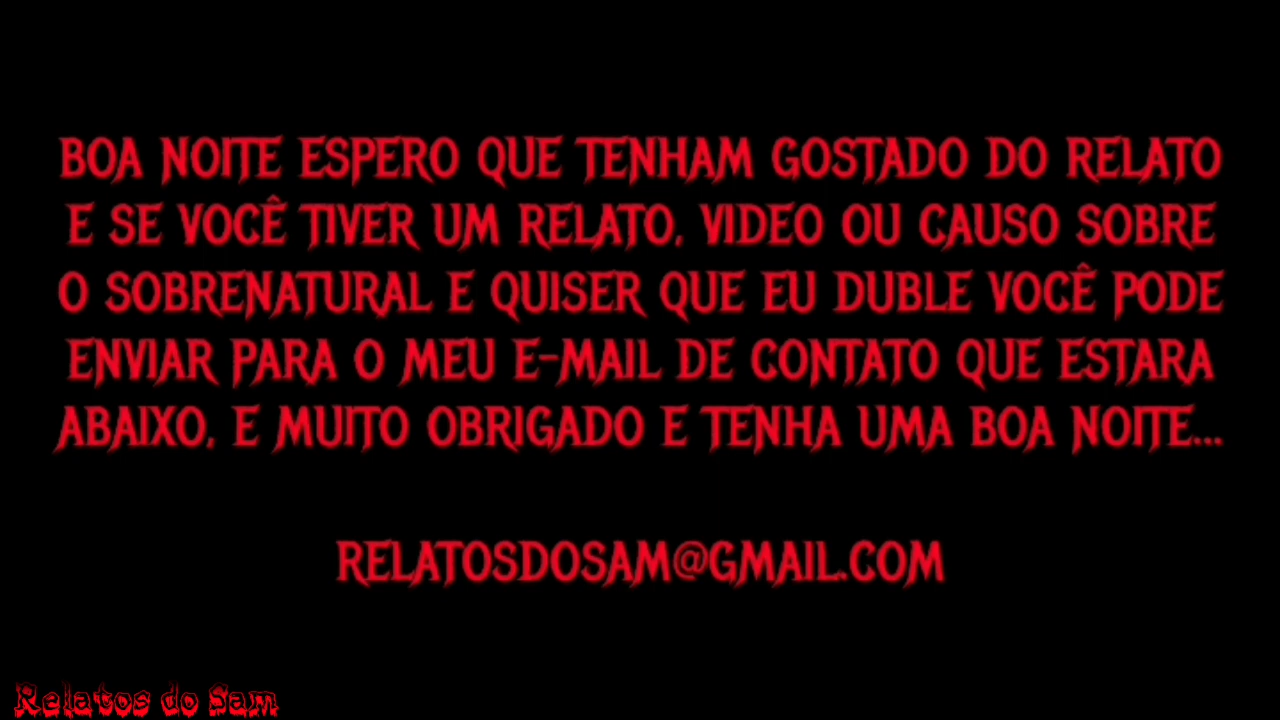 BOA NOITE ESPERO QUE TENHAM GOSTADO DO RELATO
E SE VOCÊ TIVER UM RELATO, VIDEO OU CAUSO SOBRE
O SOBRENATURAL E QUISER QUE EU DUBLE VOCÊ PODE
ENVIAR PARA O MEU E-MAIL DE CONTATO QUE ESTARA
ABAIXO, E MUITO OBRIGADO E TENHA UMA BOA NOITE...
RELATOSDOSAM@GMAIL.COM
Relatos do Sam